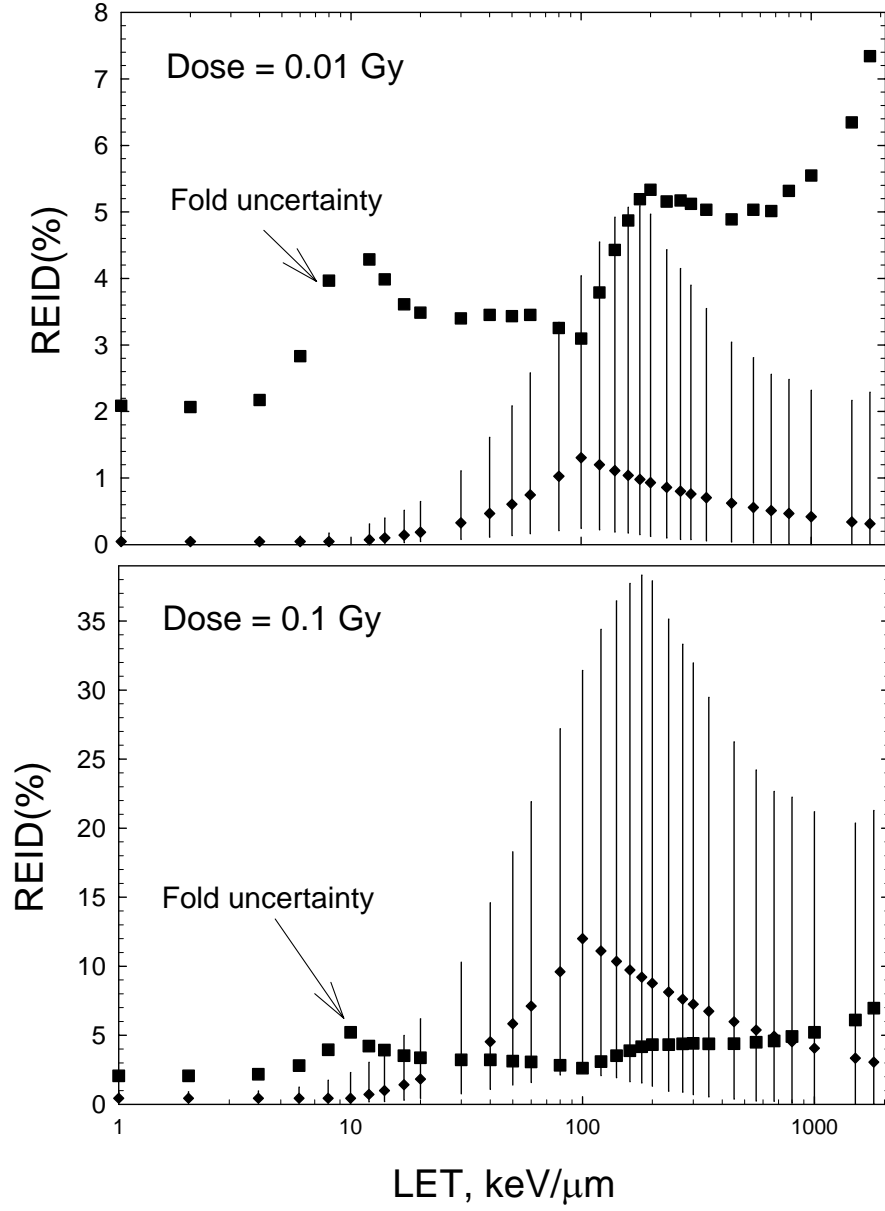 8
Dose = 0.01 Gy
7
6
Fold uncertainty
5
REID(%)
4
3
2
1
0
35
Dose = 0.1 Gy
30
25
20
REID(%)
15
Fold uncertainty
10
5
0
1 10 100 1000
LET, keV/μm